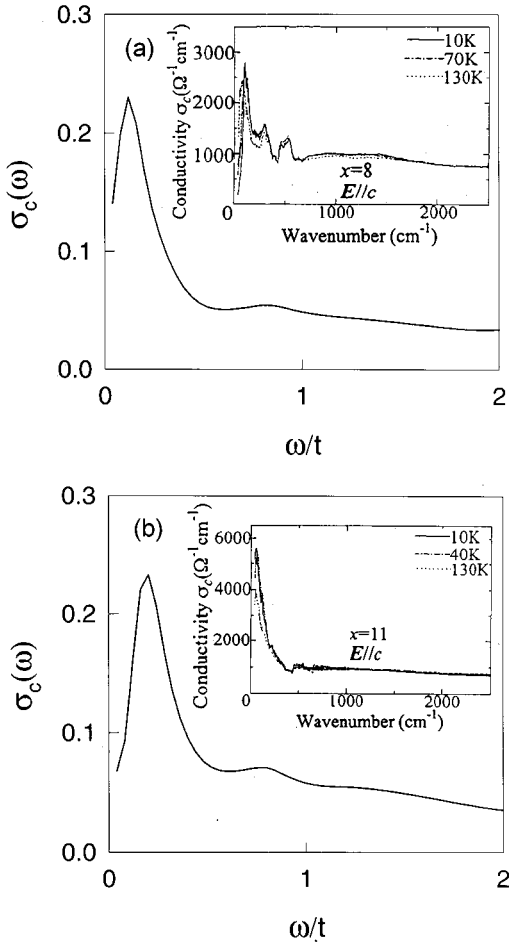 (a)
0.3
0.2
0.1
0.0
σc(ω)
0
1
2
ω/t
3000
2000
1000
0
Conductivity σc(Ω⁻¹cm⁻¹)
10K
70K
130K
x=8
E//c
0
1000
2000
Wavenumber (cm⁻¹)
(b)
0.3
0.2
0.1
0.0
σc(ω)
0
1
2
ω/t
6000
4000
2000
0
Conductivity σc(Ω⁻¹cm⁻¹)
10K
40K
130K
x=11
E//c
0
1000
2000
Wavenumber (cm⁻¹)